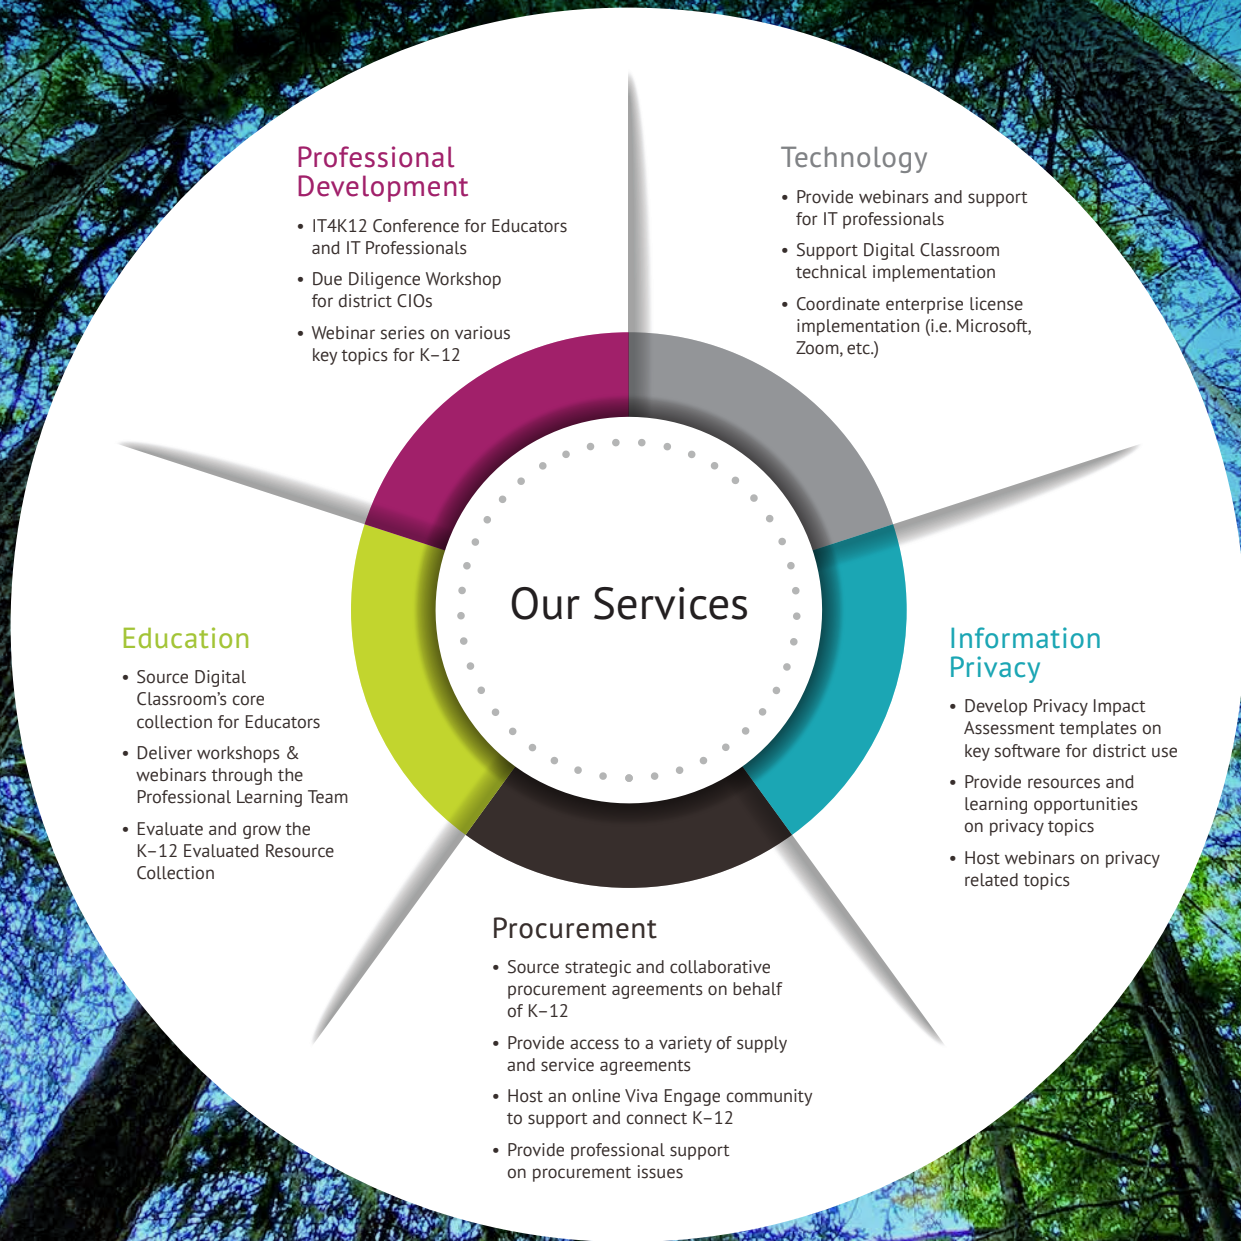 Professional
Development
• IT4K12 Conference for Educators
and IT Professionals
• Due Diligence Workshop
for district CIOs
• Webinar series on various
key topics for K–12
Technology
• Provide webinars and support
for IT professionals
• Support Digital Classroom
technical implementation
• Coordinate enterprise license
implementation (i.e. Microsoft,
Zoom, etc.)
Our Services
Education
• Source Digital
Classroom’s core
collection for Educators
• Deliver workshops &
webinars through the
Professional Learning Team
• Evaluate and grow the
K–12 Evaluated Resource
Collection
Information
Privacy
• Develop Privacy Impact
Assessment templates on
key software for district use
• Provide resources and
learning opportunities
on privacy topics
• Host webinars on privacy
related topics
Procurement
• Source strategic and collaborative
procurement agreements on behalf
of K–12
• Provide access to a variety of supply
and service agreements
• Host an online Viva Engage community
to support and connect K–12
• Provide professional support
on procurement issues